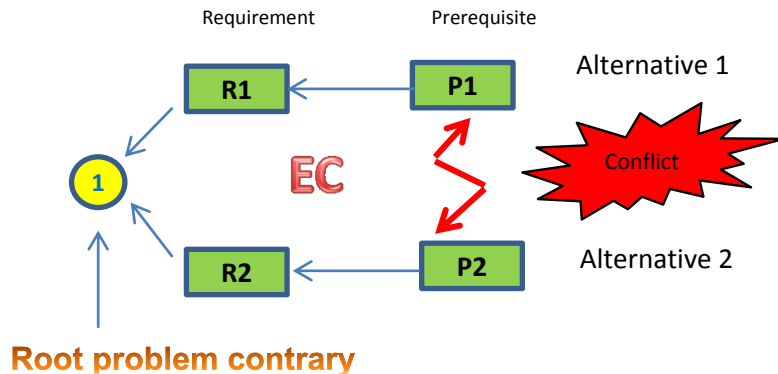 Requirement
Prerequisite
R1
P1
Alternative 1
1
EC
Conflict
R2
P2
Alternative 2
Root problem contrary